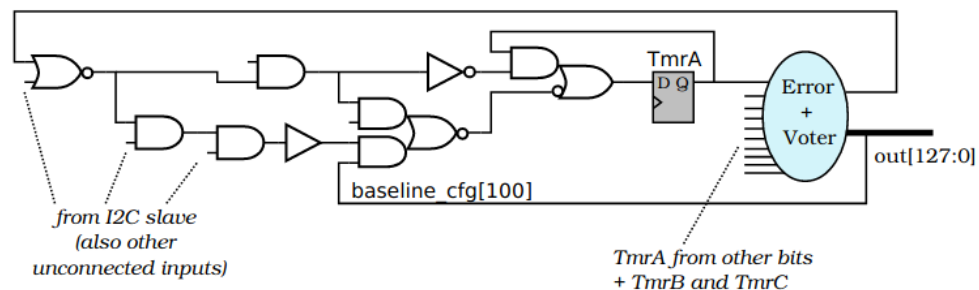 TmrA
D Q
Error
+
Voter
out[127:0]
baseline_cfg[100]
from I2C slave
(also other
unconnected inputs)
TmrA from other bits
+ TmrB and TmrC